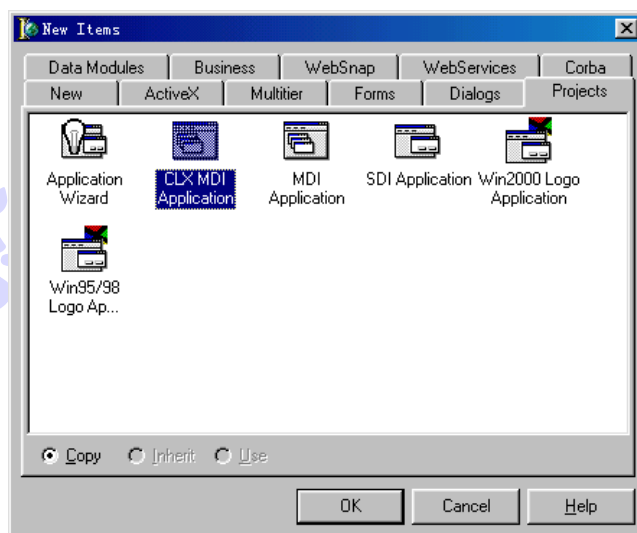 New Items
Data Modules Business WebSnap WebServices Corba
New ActiveX Multitier Forms Dialogs Projects
Application CLX MDI MDI SDI Application Win2000 Logo
Wizard Application Application Application
Win95/98
Logo Ap...
Copy Inherit Use
OK Cancel Help